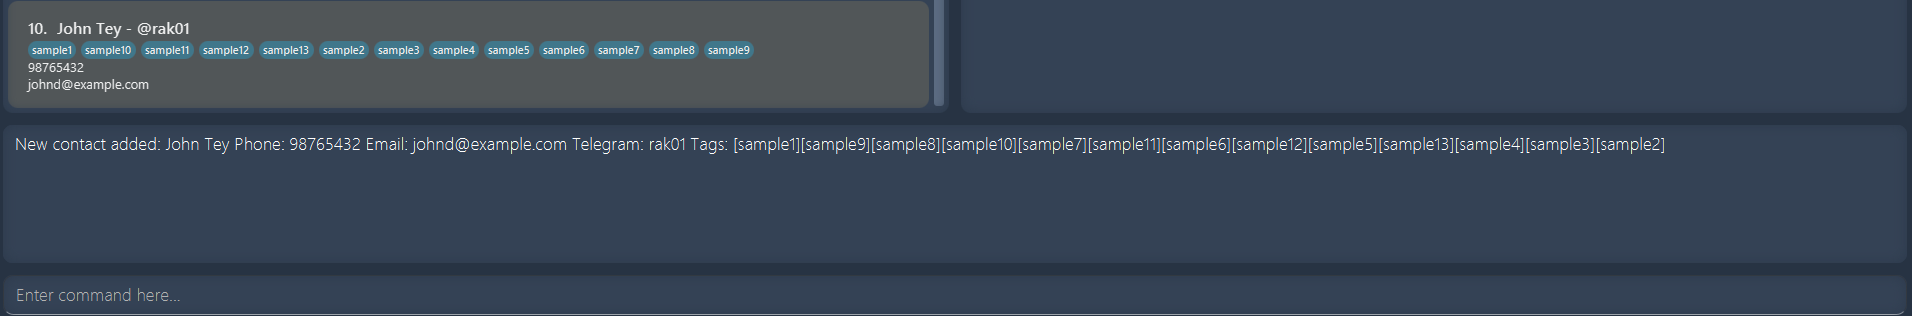 10. John Tey - @rak01
sample1 sample10 sample11 sample12 sample13 sample2 sample3 sample4 sample5 sample6 sample7 sample8 sample9
98765432
johnd@example.com
New contact added: John Tey Phone: 98765432 Email: johnd@example.com Telegram: rak01 Tags: [sample1][sample9][sample8][sample10][sample7][sample11][sample6][sample12][sample5][sample13][sample4][sample3][sample2]
Enter command here...